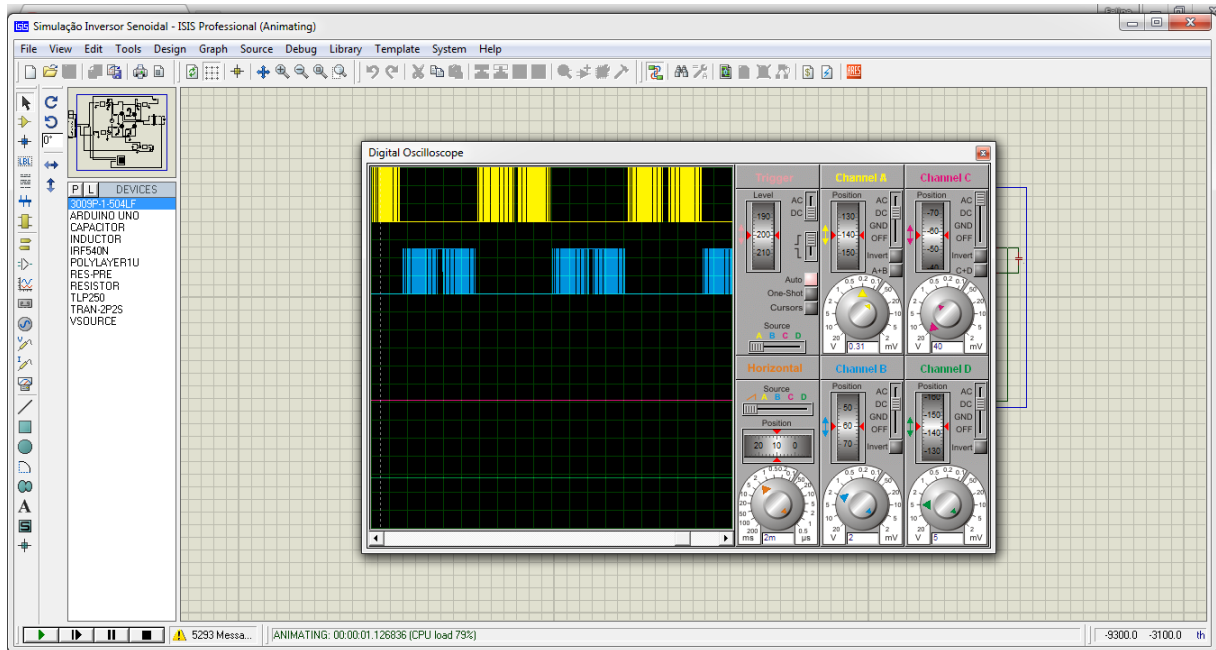 Simulação Inversor Senoidal - ISIS Professional (Animating)
File View Edit Tools Design Graph Source Debug Library Template System Help
ARES
0°
LBL
P L DEVICES
3009P-1-504LF
ARDUINO UNO
CAPACITOR
INDUCTOR
IRF540N
POLYLAYER1U
RES-PRE
RESISTOR
TLP250
TRAN-2P2S
VSOURCE
A
S
Digital Oscilloscope
Trigger
Level
AC
DC
-190
-200
-210
Auto
One-Shot
Cursors
Source
A B C D
Channel A
Position
AC
DC
GND
OFF
Invert
A+B
-130
-140
-150
V 0.31 mV
Channel C
Position
AC
DC
GND
OFF
Invert
C+D
-70
-60
-50
-40
V 40 mV
Horizontal
Source
A B C D
Position
20 10 0
ms 2m µs
Channel B
Position
AC
DC
GND
OFF
Invert
50
60
70
V 2 mV
Channel D
Position
AC
DC
GND
OFF
Invert
-160
-150
-140
-130
V 5 mV
5293 Messa...
ANIMATING: 00:00:01.126836 (CPU load 79%)
-9300.0 -3100.0 th